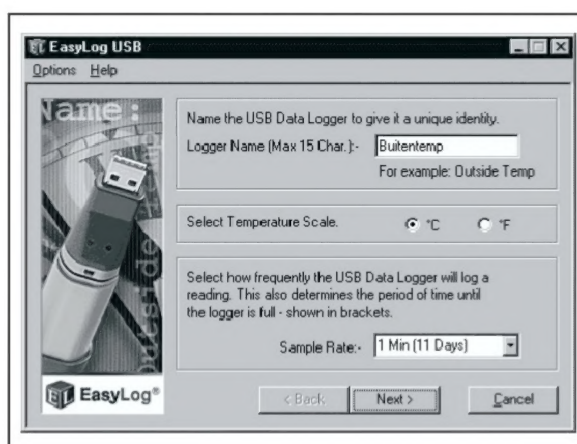 EasyLog USB
Options Help
Name:
Name the USB Data Logger to give it a unique identity.
Logger Name (Max 15 Char.):- Buitentemp
For example: Outside Temp
Select Temperature Scale. °C °F
Select how frequently the USB Data Logger will log a
reading. This also determines the period of time until
the logger is full - shown in brackets.
Sample Rate:- 1 Min (11 Days)
outside
EasyLog®
< Back Next > Cancel